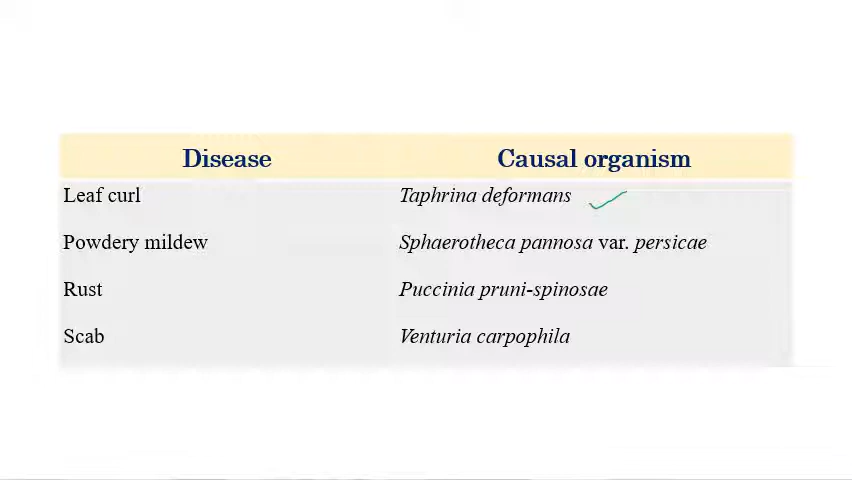 Disease Causal organism
Leaf curl Taphrina deformans
Powdery mildew Sphaerotheca pannosa var. persicae
Rust Puccinia pruni-spinosae
Scab Venturia carpophila